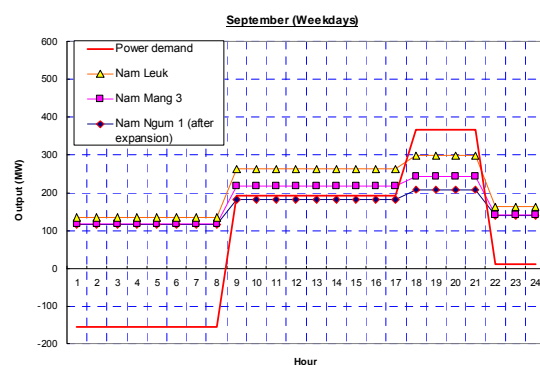 September (Weekdays)
600
500
400
300
200
100
0
-100
-200
Output (MW)
Power demand
Nam Leuk
Nam Mang 3
Nam Ngum 1 (after
expansion)
1 2 3 4 5 6 7 8 9 10 11 12 13 14 15 16 17 18 19 20 21 22 23 24
Hour